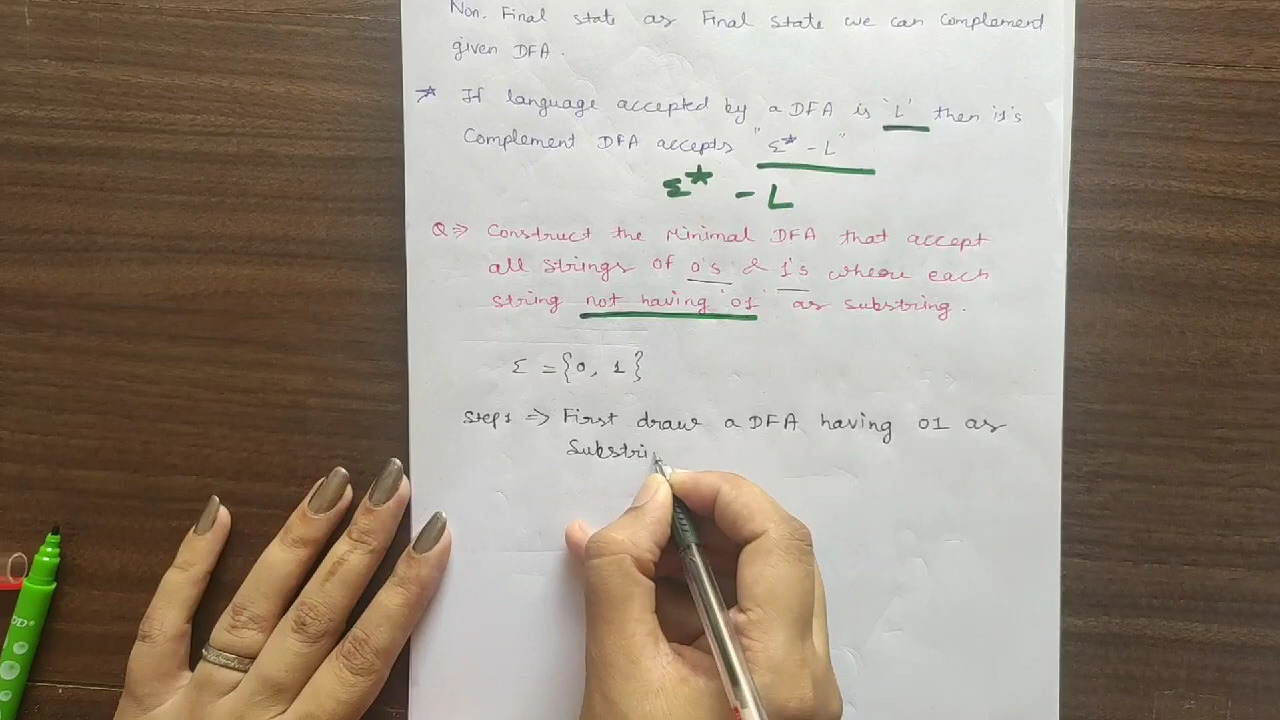 Non. Final state as Final state we can complement
given DFA.
* If language accepted by a DFA is 'L' then it's
Complement DFA accepts "Σ* - L"
Σ* - L
Q⇒ Construct the Minimal DFA that accept
all strings of 0's & 1's where each
string not having '01' as substring.
Σ = {0, 1}
Step1 ⇒ First draw a DFA having 01 as
Substri